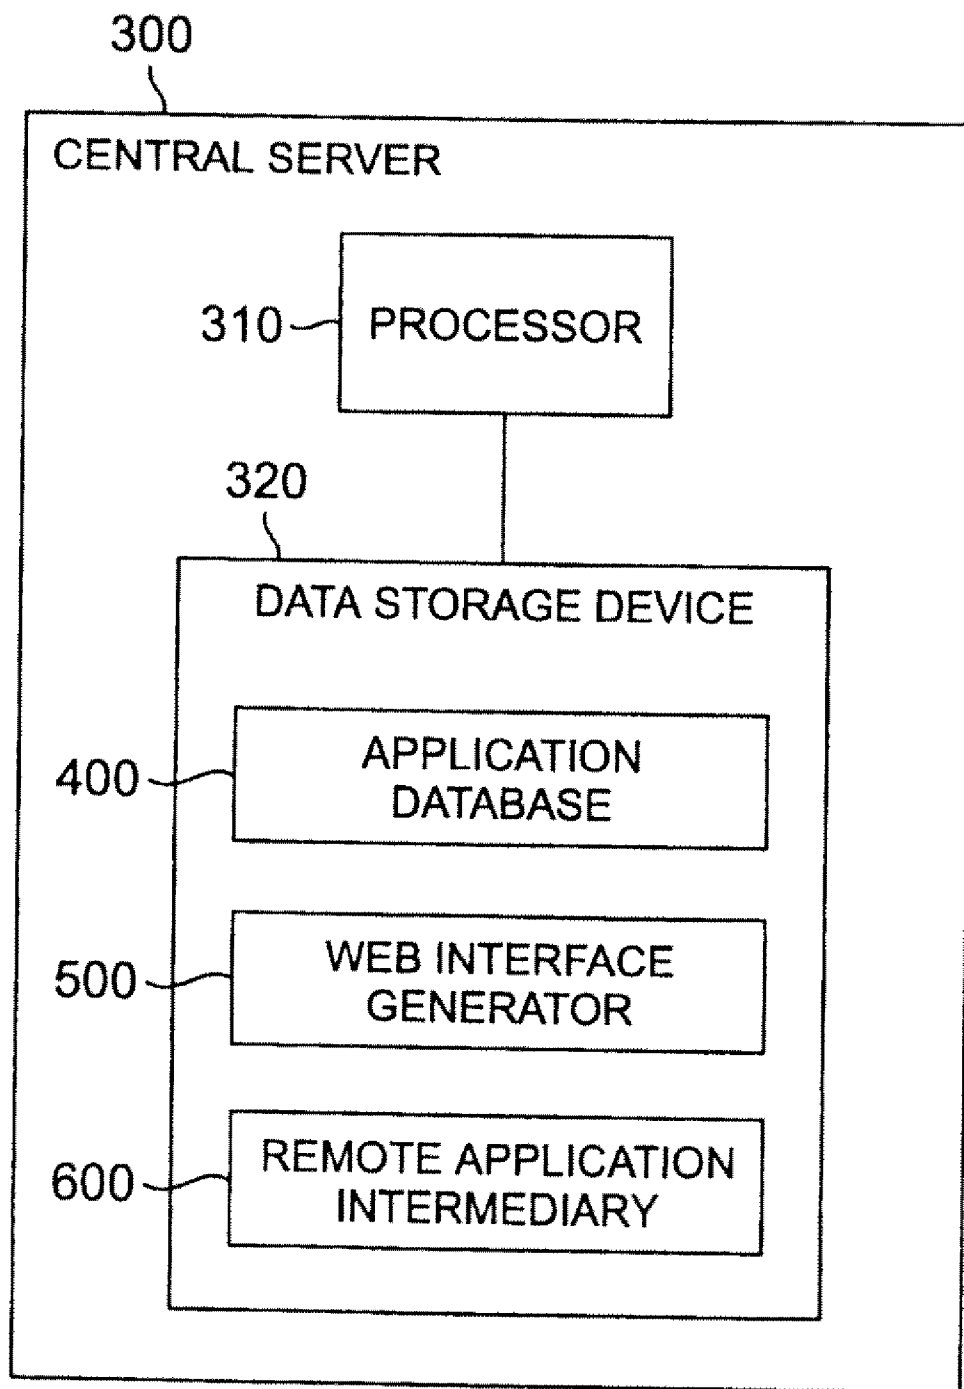 300
CENTRAL SERVER
310
PROCESSOR
320
DATA STORAGE DEVICE
400
APPLICATION
DATABASE
500
WEB INTERFACE
GENERATOR
600
REMOTE APPLICATION
INTERMEDIARY